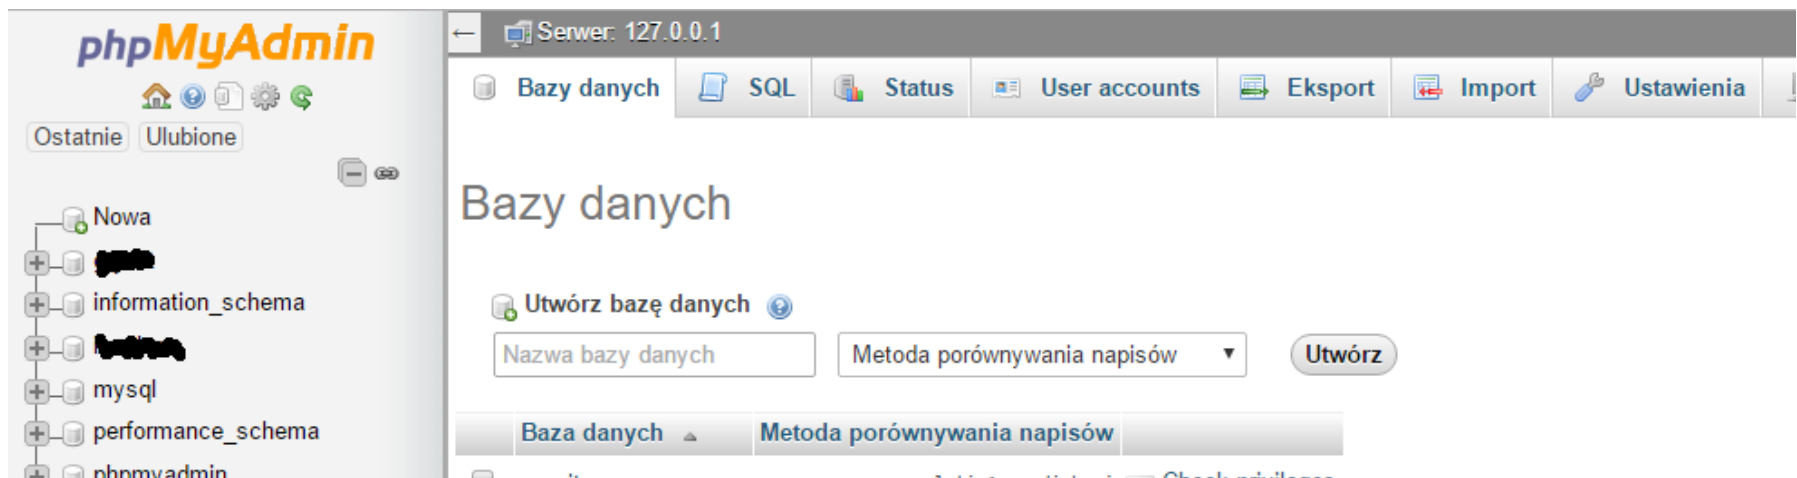 phpMyAdmin
Ostatnie Ulubione
Nowa
information_schema
mysql
performance_schema
phpmyadmin
← Serwer: 127.0.0.1
Bazy danych SQL Status User accounts Eksport Import Ustawienia
Bazy danych
Utwórz bazę danych
Nazwa bazy danych Metoda porównywania napisów Utwórz
Baza danych Metoda porównywania napisów
Check privileges